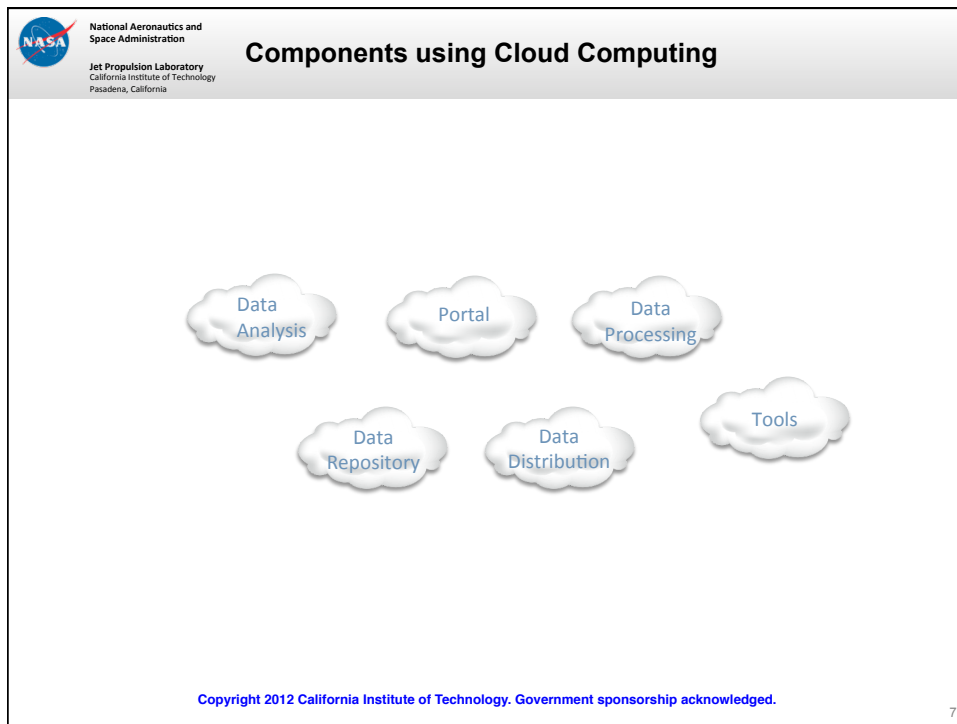 NASA
National Aeronautics and
Space Administration
Jet Propulsion Laboratory
California Institute of Technology
Pasadena, California
Components using Cloud Computing
Data
Analysis
Portal
Data
Processing
Data
Repository
Data
Distribution
Tools
Copyright 2012 California Institute of Technology. Government sponsorship acknowledged.
7